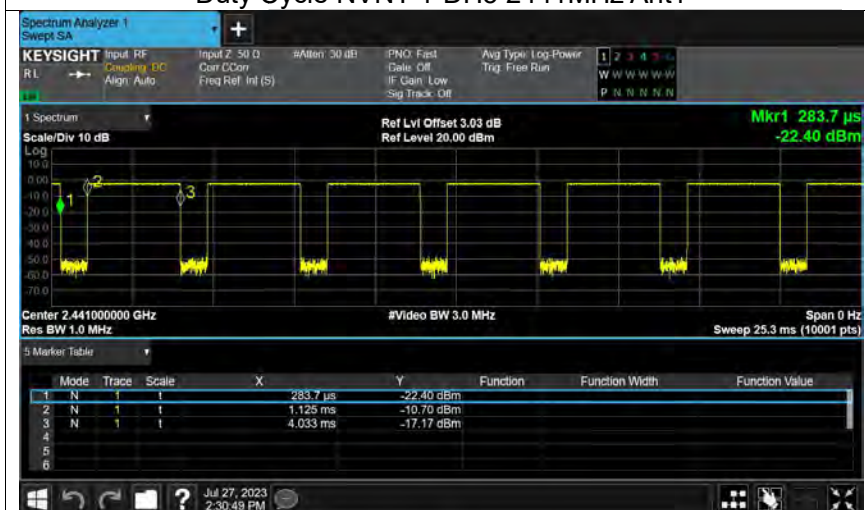 Duty Cycle NVNT 1-DH5 2441MHz Ant1
Spectrum Analyzer 1
Swept SA
+
KEYSIGHT Input: RF Input Z: 50 Ω #Atten: 30 dB PNO: Fast Avg Type: Log-Power 1 2 3 4 5 6
RL Coupling: DC Corr CCorr Gate: Off Trig: Free Run W W W W W W
Align: Auto Freq Ref: Int (S) IF Gain: Low P N N N N N
Sig Track: Off
1 Spectrum Ref Lvl Offset 3.03 dB Mkr1 283.7 µs
Scale/Div 10 dB Ref Level 20.00 dBm -22.40 dBm
Log
10.0
0.00
-10.0
-20.0
-30.0
-40.0
-50.0
-60.0
-70.0
1
2
3
Center 2.441000000 GHz #Video BW 3.0 MHz Span 0 Hz
Res BW 1.0 MHz Sweep 25.3 ms (10001 pts)
5 Marker Table
Mode Trace Scale X Y Function Function Width Function Value
1 N 1 t 283.7 µs -22.40 dBm
2 N 1 t 1.125 ms -10.70 dBm
3 N 1 t 4.033 ms -17.17 dBm
4
5
6
? Jul 27, 2023
2:30:49 PM